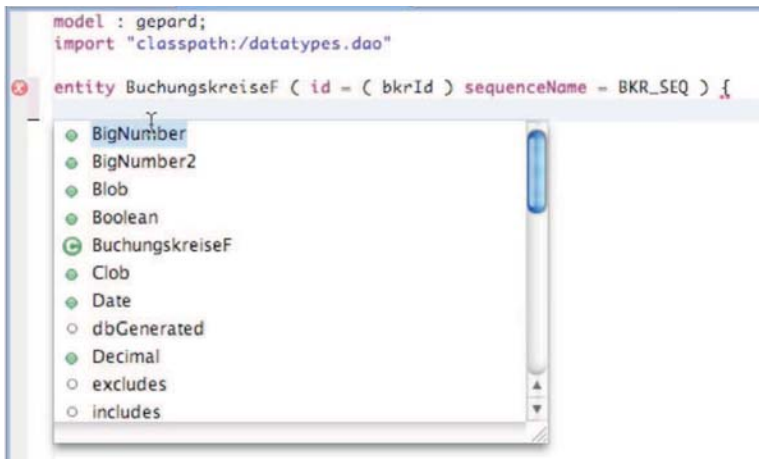 model : gepard;
import "classpath:/datatypes.dao"
entity BuchungskreiseF ( id = ( bkrId ) sequenceName = BKR_SEQ ) {
BigNumber
BigNumber2
Blob
Boolean
C BuchungskreiseF
Clob
Date
dbGenerated
Decimal
excludes
includes